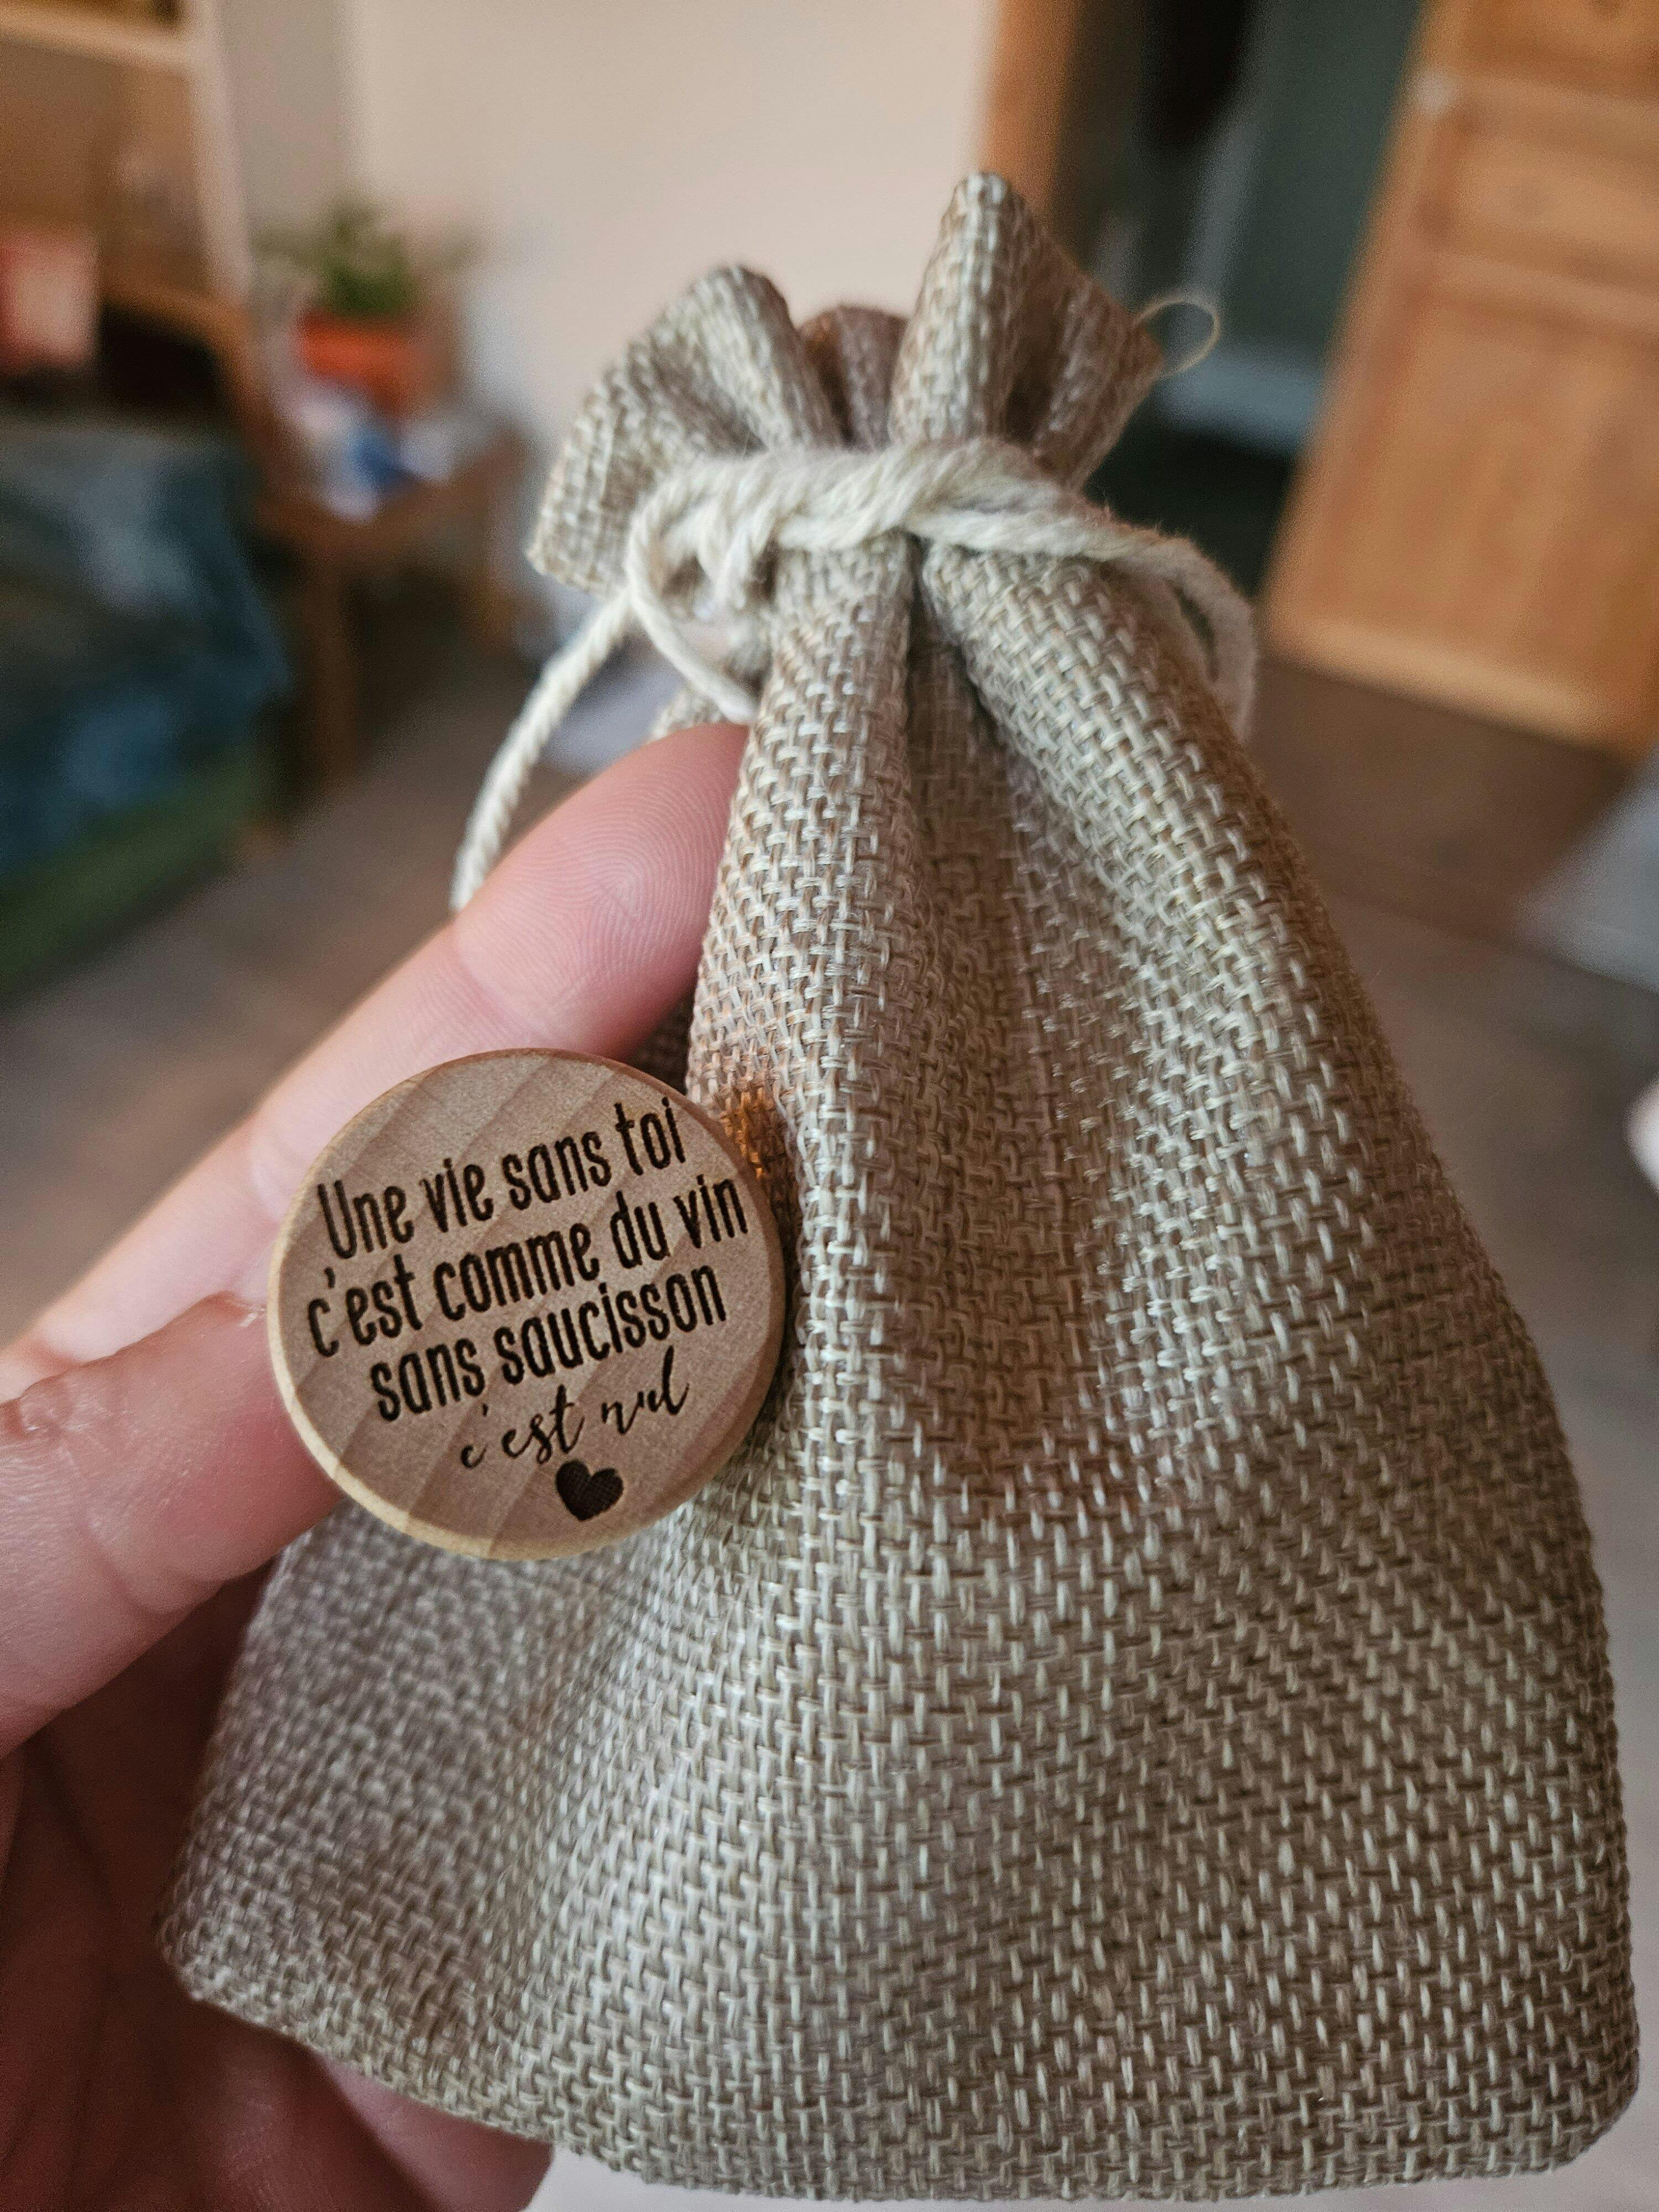 Une vie sans toi
c'est comme du vin
sans saucisson
c'est nul